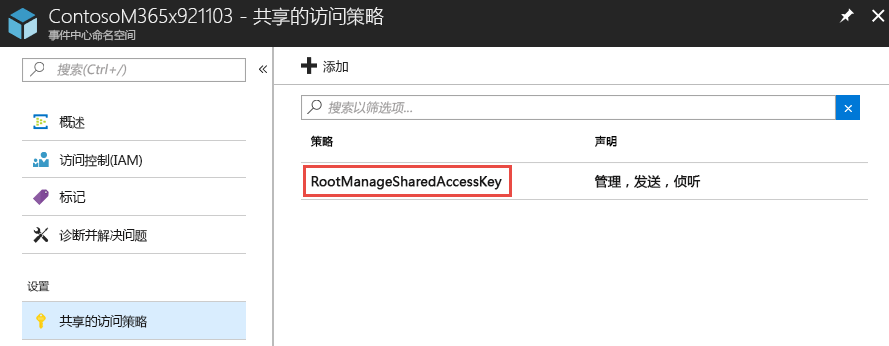 ContosoM365x921103 - 共享的访问策略
事件中心命名空间
搜索(Ctrl+/)
«
概述
访问控制(IAM)
标记
诊断并解决问题
设置
共享的访问策略
添加
搜索以筛选项...
策略 声明
RootManageSharedAccessKey 管理，发送，侦听